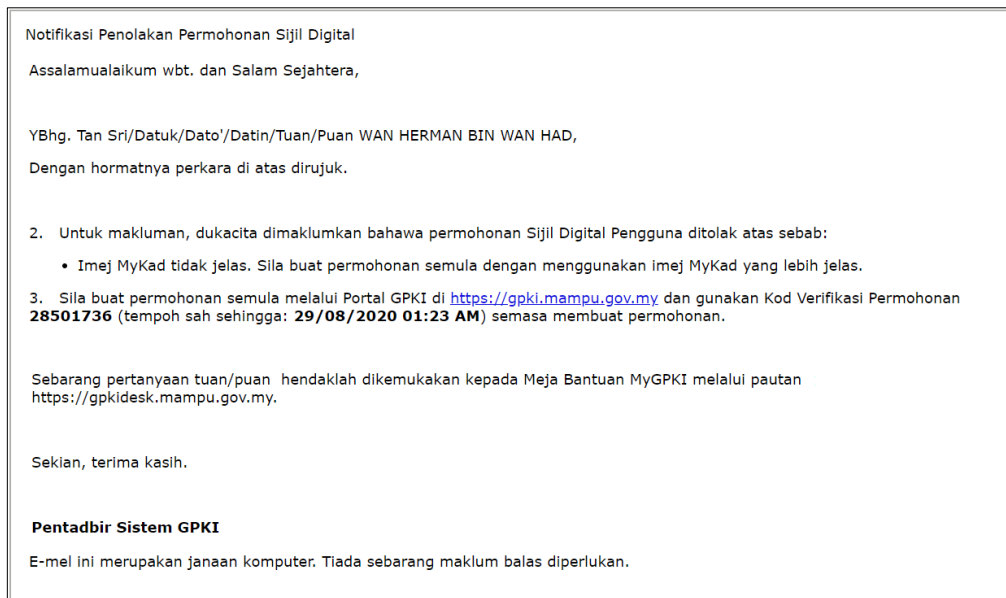 Notifikasi Penolakan Permohonan Sijil Digital
Assalamualaikum wbt. dan Salam Sejahtera,
YBhg. Tan Sri/Datuk/Dato'/Datin/Tuan/Puan WAN HERMAN BIN WAN HAD,
Dengan hormatnya perkara di atas dirujuk.
2. Untuk makluman, dukacita dimaklumkan bahawa permohonan Sijil Digital Pengguna ditolak atas sebab:
• Imej MyKad tidak jelas. Sila buat permohonan semula dengan menggunakan imej MyKad yang lebih jelas.
3. Sila buat permohonan semula melalui Portal GPKI di https://gpki.mampu.gov.my dan gunakan Kod Verifikasi Permohonan
28501736 (tempoh sah sehingga: 29/08/2020 01:23 AM) semasa membuat permohonan.
Sebarang pertanyaan tuan/puan hendaklah dikemukakan kepada Meja Bantuan MyGPKI melalui pautan
https://gpkidesk.mampu.gov.my.
Sekian, terima kasih.
Pentadbir Sistem GPKI
E-mel ini merupakan janaan komputer. Tiada sebarang maklum balas diperlukan.